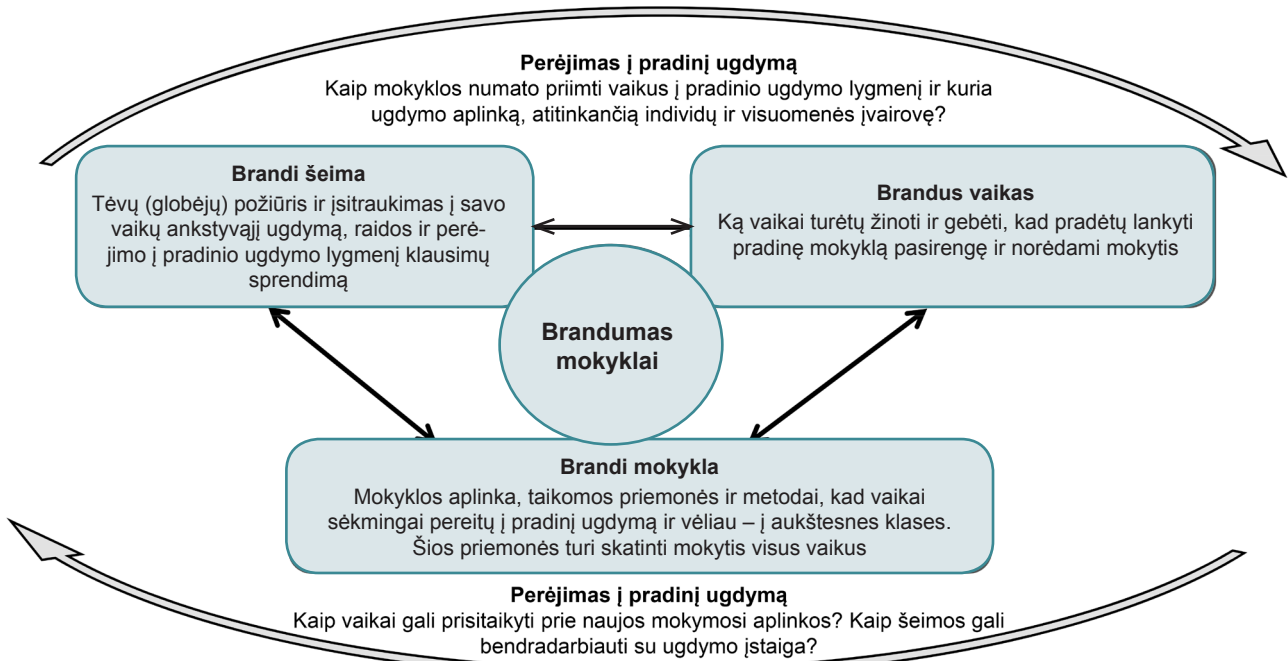 Perėjimas į pradinį ugdymą
Kaip mokyklos numato priimti vaikus į pradinio ugdymo lygmenį ir kuria
ugdymo aplinką, atitinkančią individų ir visuomenės įvairovę?
Brandi šeima
Tėvų (globėjų) požiūris ir įsitraukimas į savo
vaikų ankstyvąjį ugdymą, raidos ir perė-
jimo į pradinio ugdymo lygmenį klausimų
sprendimą
Brandus vaikas
Ką vaikai turėtų žinoti ir gebėti, kad pradėtų lankyti
pradinę mokyklą pasirengę ir norėdami mokytis
Brandumas
mokyklai
Brandi mokykla
Mokyklos aplinka, taikomos priemonės ir metodai, kad vaikai
sėkmingai pereitų į pradinį ugdymą ir vėliau – į aukštesnes klases.
Šios priemonės turi skatinti mokytis visus vaikus
Perėjimas į pradinį ugdymą
Kaip vaikai gali prisitaikyti prie naujos mokymosi aplinkos? Kaip šeimos gali
bendradarbiauti su ugdymo įstaiga?